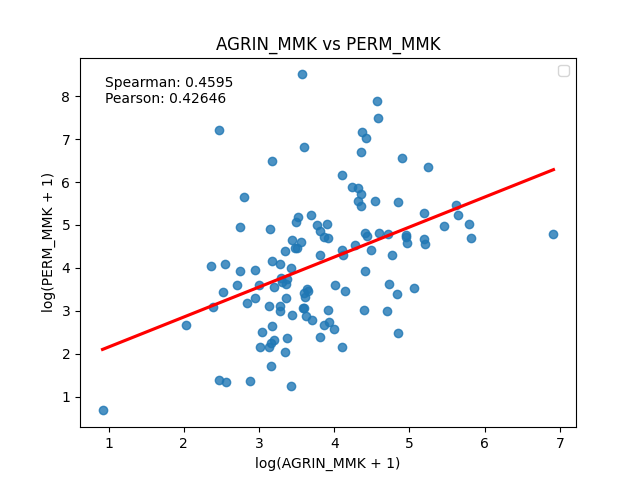 AGRIN_MMK vs PERM_MMK
Spearman: 0.4595
Pearson: 0.42646
log(PERM_MMK + 1)
8
7
6
5
4
3
2
1
1 2 3 4 5 6 7
log(AGRIN_MMK + 1)